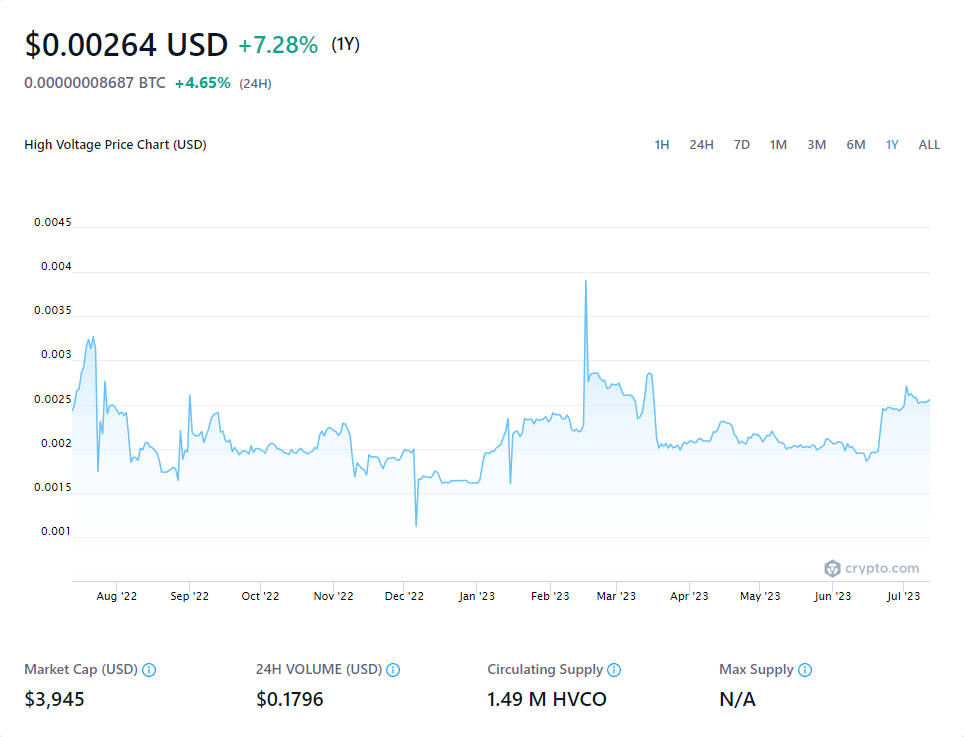 $0.00264 USD +7.28% (1Y)
0.00000008687 BTC +4.65% (24H)
High Voltage Price Chart (USD) 1H 24H 7D 1M 3M 6M 1Y ALL
0.0045
0.004
0.0035
0.003
0.0025
0.002
0.0015
0.001
crypto.com
Aug '22 Sep '22 Oct '22 Nov '22 Dec '22 Jan '23 Feb '23 Mar '23 Apr '23 May '23 Jun '23 Jul '23
Market Cap (USD) 24H VOLUME (USD) Circulating Supply Max Supply
$3,945 $0.1796 1.49 M HVCO N/A